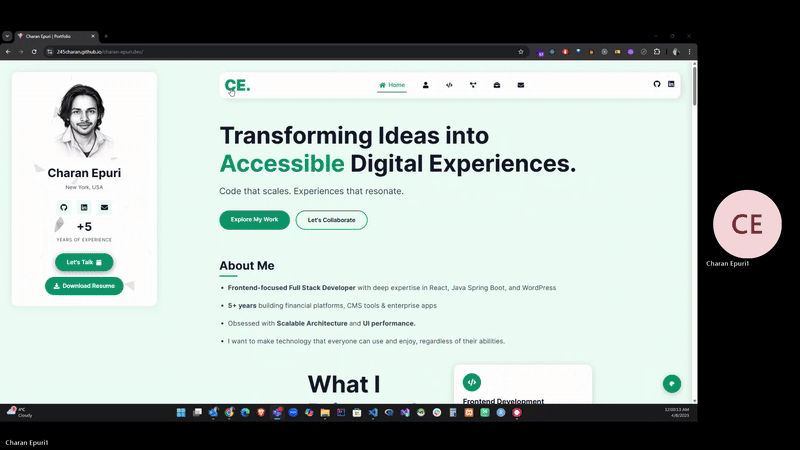 Charan Epuri | Portfolio
245charan.github.io/charan-epuri.dev/
CE.
Home
Charan Epuri
New York, USA
+5
YEARS OF EXPERIENCE
Let's Talk
Download Resume
Transforming Ideas into
Accessible Digital Experiences.
Code that scales. Experiences that resonate.
Explore My Work
Let's Collaborate
About Me
Frontend-focused Full Stack Developer with deep expertise in React, Java Spring Boot, and WordPress
5+ years building financial platforms, CMS tools & enterprise apps
Obsessed with Scalable Architecture and UI performance.
I want to make technology that everyone can use and enjoy, regardless of their abilities.
What I
Frontend Development
CE
Charan Epuri1
4°C
Cloudy
12:00:13 AM
4/8/2025
Charan Epuri1